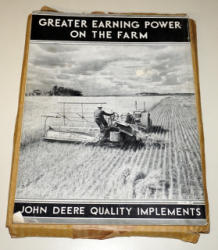 GREATER EARNING POWER
ON THE FARM
JOHN DEERE QUALITY IMPLEMENTS